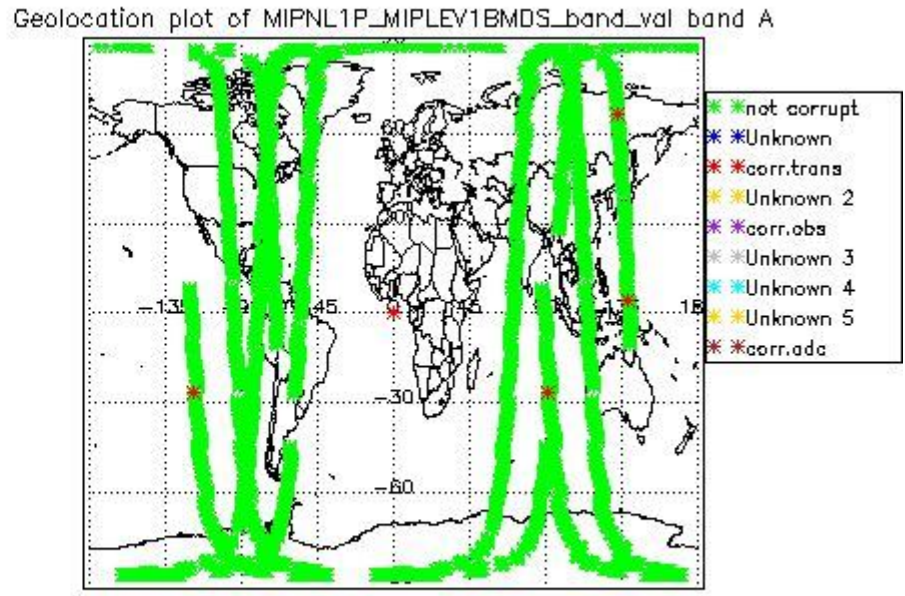 Geolocation plot of MIPNL1P_MIPLEV1BMDS_band_val band A
not corrupt
Unknown
corr.trans
Unknown 2
corr.obs
Unknown 3
Unknown 4
Unknown 5
corr.adc
-30
-60